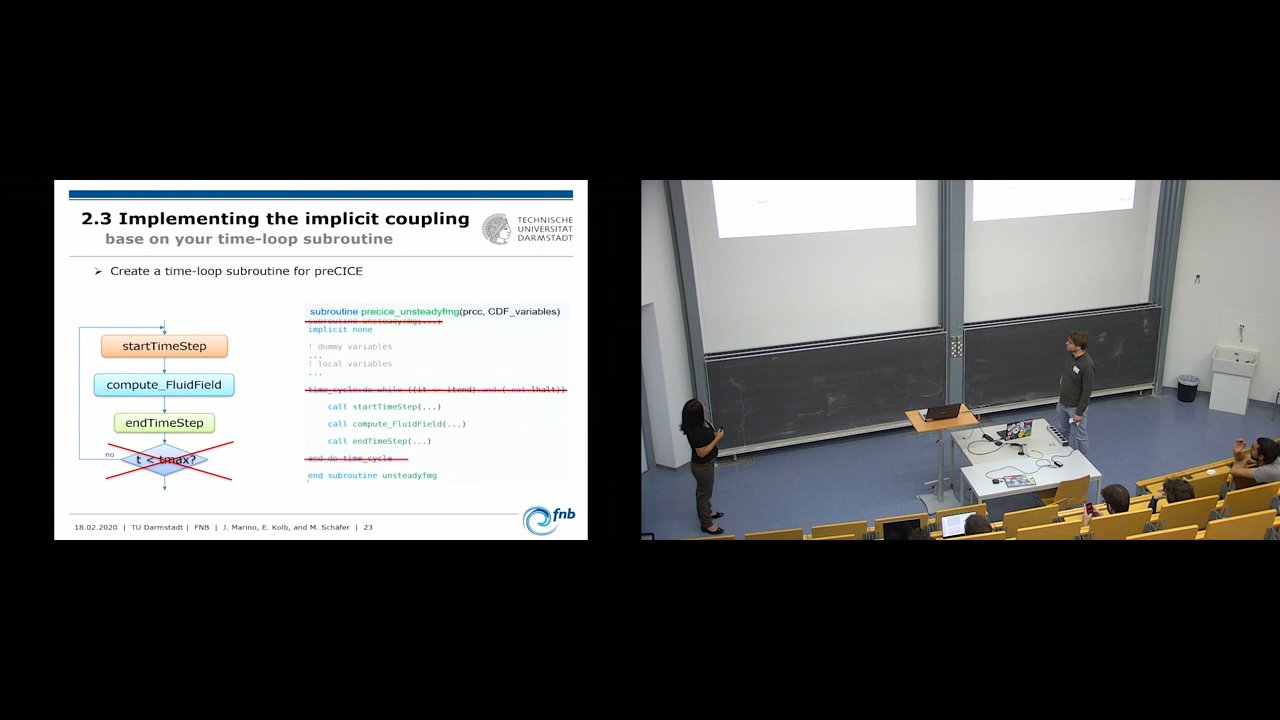 2.3 Implementing the implicit coupling
base on your time-loop subroutine
TECHNISCHE
UNIVERSITÄT
DARMSTADT
➢ Create a time-loop subroutine for preCICE
startTimeStep
compute_FluidField
endTimeStep
no
t < tmax?
subroutine precice_unsteadyfmg(prcc, CDF_variables)
subroutine unsteadyfmg(...)
implicit none
! dummy variables
...
! local variables
...
time_cycle:do while ((it <= itend).and.(.not.lhalt))
call startTimeStep(...)
call compute_FluidField(...)
call endTimeStep(...)
end do time_cycle
end subroutine unsteadyfmg
18.02.2020 | TU Darmstadt | FNB | J. Marino, E. Kolb, and M. Schäfer | 23
fnb